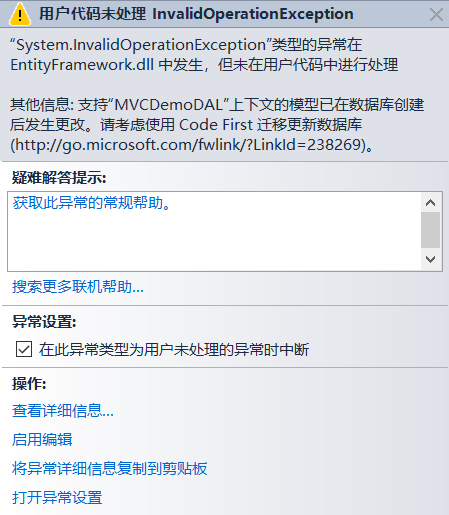 用户代码未处理 InvalidOperationException
“System.InvalidOperationException”类型的异常在
EntityFramework.dll 中发生，但未在用户代码中进行处理
其他信息: 支持“MVCDemoDAL”上下文的模型已在数据库创建
后发生更改。请考虑使用 Code First 迁移更新数据库
(http://go.microsoft.com/fwlink/?LinkId=238269)。
疑难解答提示:
获取此异常的常规帮助。
搜索更多联机帮助...
异常设置:
在此异常类型为用户未处理的异常时中断
操作:
查看详细信息...
启用编辑
将异常详细信息复制到剪贴板
打开异常设置